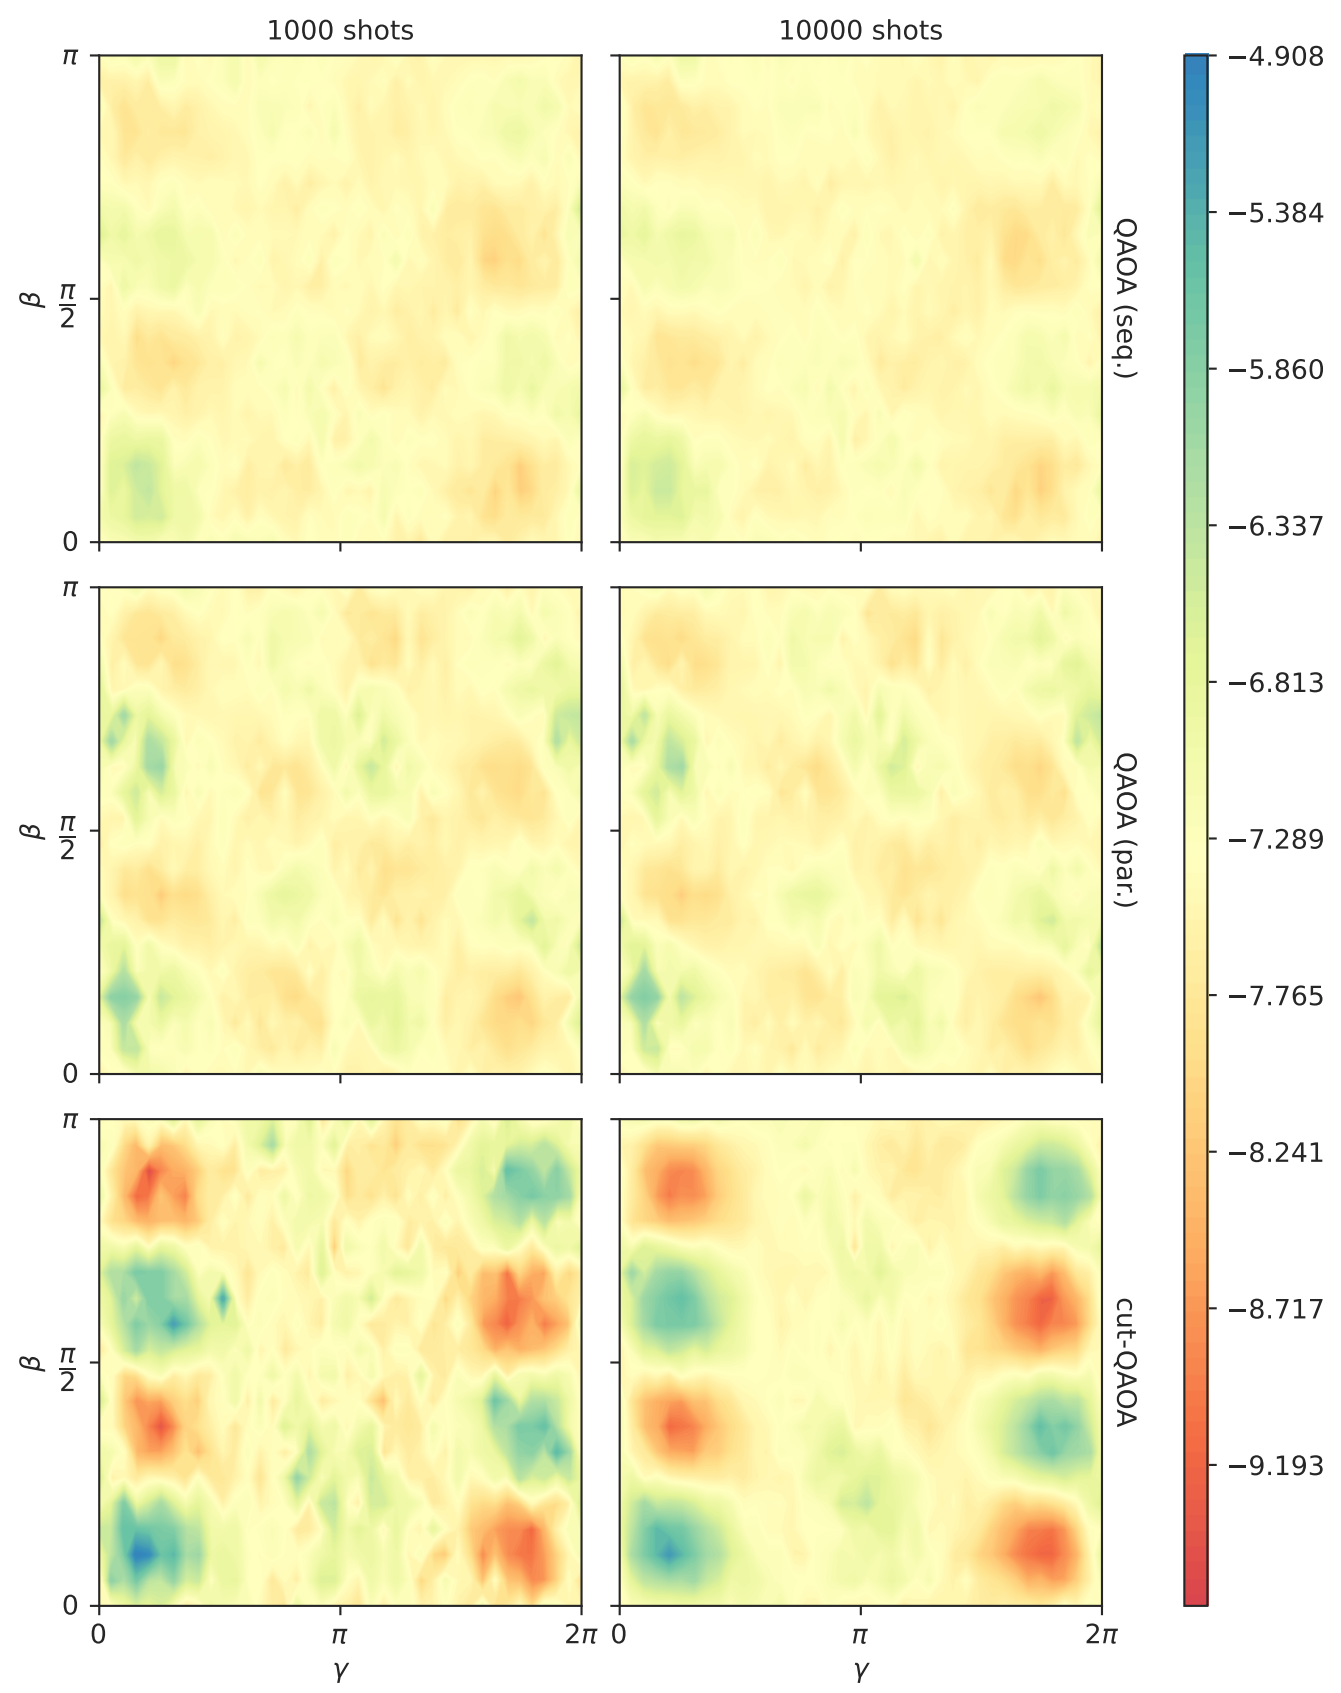 1000 shots
10000 shots
π
β
π
2
0
QAOA (seq.)
π
β
π
2
0
QAOA (par.)
π
β
π
2
0
cut-QAOA
0
π
2π
0
π
2π
γ
γ
−4.908
−5.384
−5.860
−6.337
−6.813
−7.289
−7.765
−8.241
−8.717
−9.193